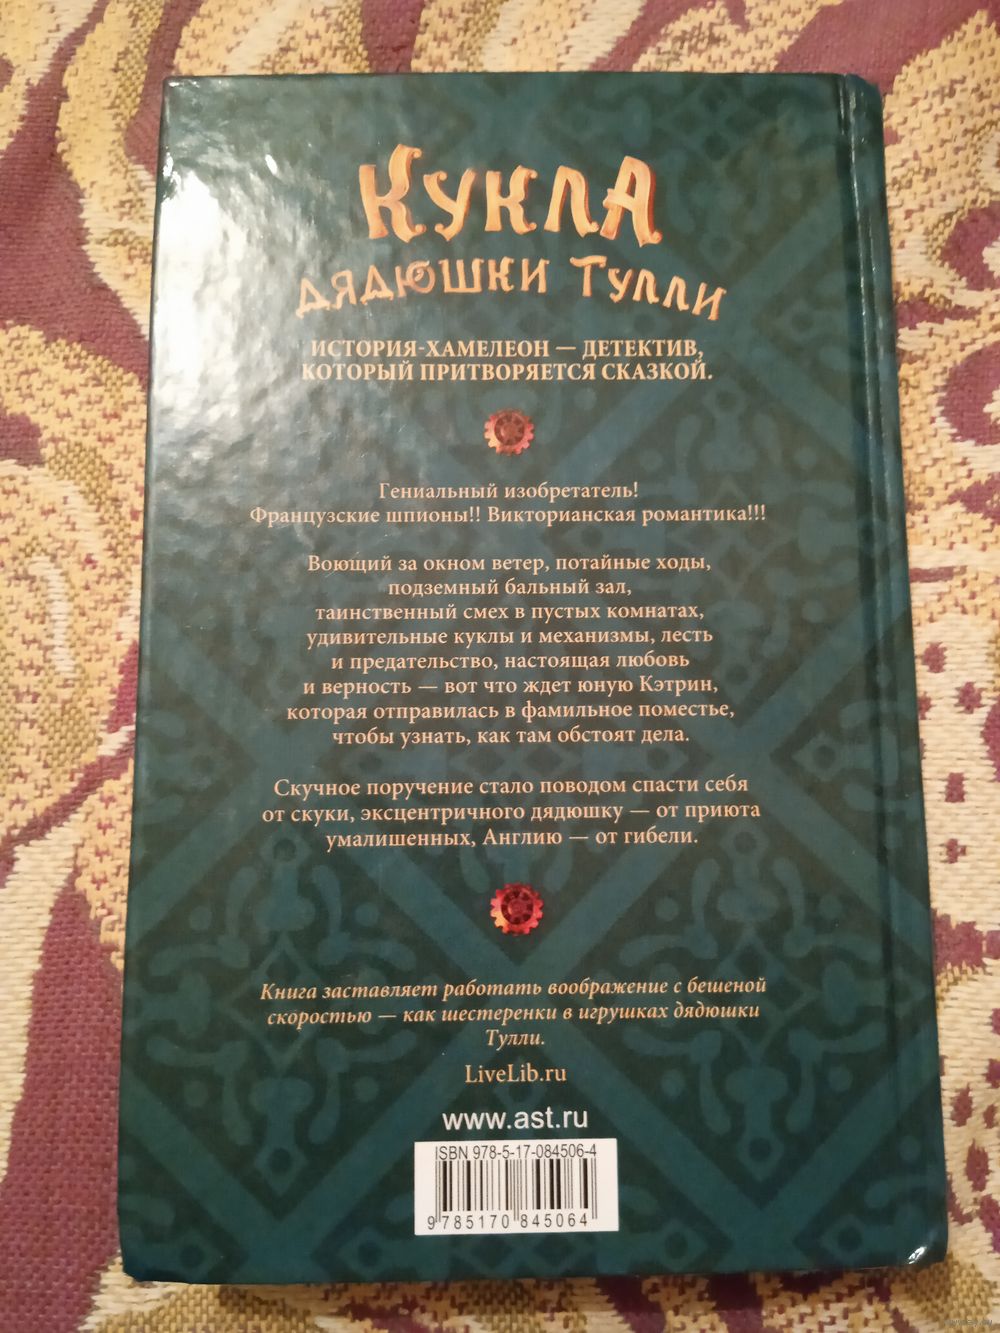 КУКЛА
ДЯДЮШКИ ТУЛЛИ
ИСТОРИЯ-ХАМЕЛЕОН — ДЕТЕКТИВ,
КОТОРЫЙ ПРИТВОРЯЕТСЯ СКАЗКОЙ.
Гениальный изобретатель!
Французские шпионы!! Викторианская романтика!!!
Воющий за окном ветер, потайные ходы,
подземный бальный зал,
таинственный смех в пустых комнатах,
удивительные куклы и механизмы, лесть
и предательство, настоящая любовь
и верность — вот что ждет юную Кэтрин,
которая отправилась в фамильное поместье,
чтобы узнать, как там обстоят дела.
Скучное поручение стало поводом спасти себя
от скуки, эксцентричного дядюшку — от приюта
умалишенных, Англию — от гибели.
Книга заставляет работать воображение с бешеной
скоростью — как шестеренки в игрушках дядюшки
Тулли.
LiveLib.ru
www.ast.ru
ISBN 978-5-17-084506-4
9 785170 845064